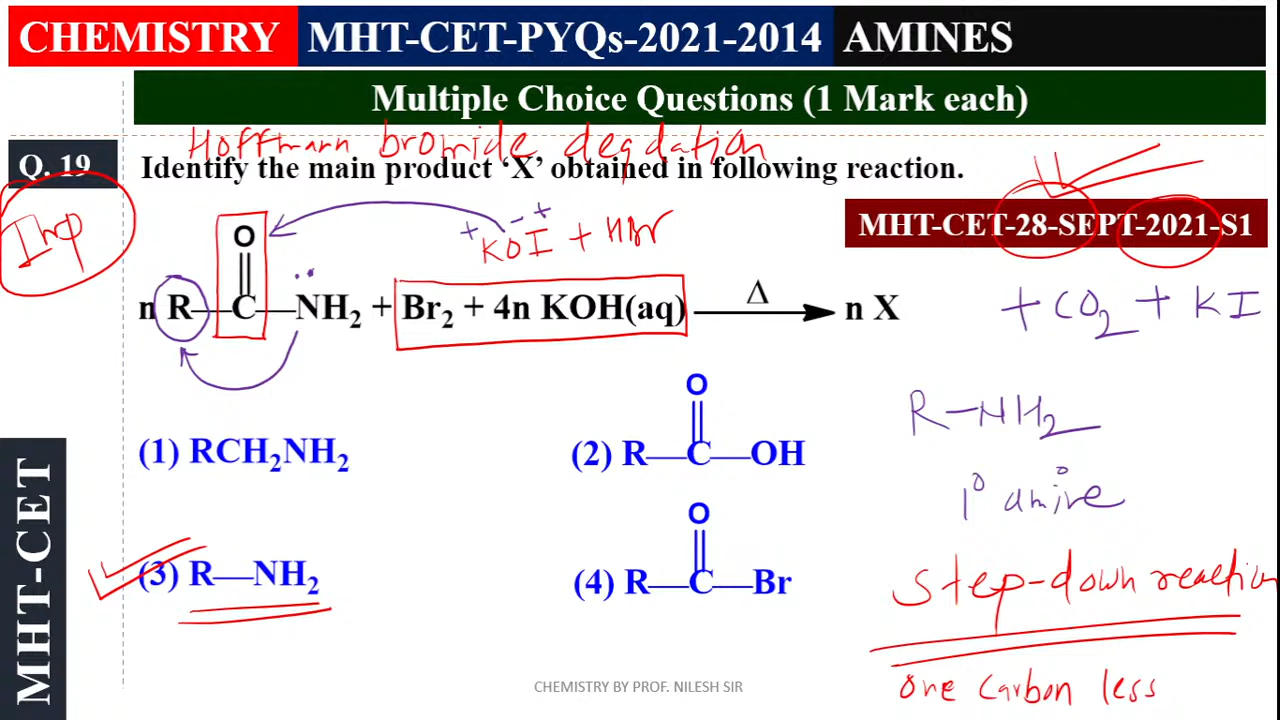 CHEMISTRY MHT-CET-PYQs-2021-2014 AMINES
Multiple Choice Questions (1 Mark each)
Hoffmann bromide degdation
Q. 19 Identify the main product ‘X’ obtained in following reaction.
Imp
MHT-CET-28-SEPT-2021-S1
+ - +
KOI + HBr
O
n R—C—NH₂ + Br₂ + 4n KOH(aq) Δ n X
+ CO₂ + KI
R-NH₂
1° amine
O
(1) RCH₂NH₂ (2) R—C—OH
O
(3) R—NH₂ (4) R—C—Br
Step-down reaction
one carbon less
MHT-CET
CHEMISTRY BY PROF. NILESH SIR